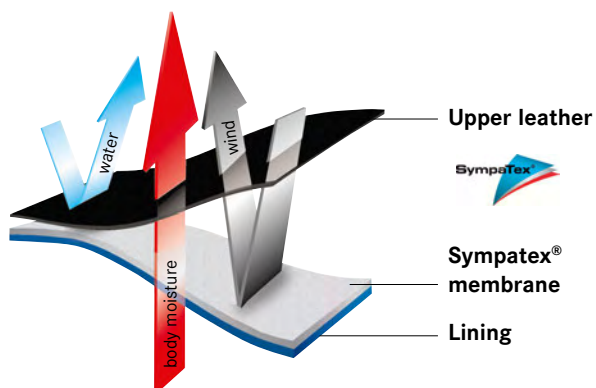 water
body moisture
wind
Upper leather
SympaTex®
Sympatex®
membrane
Lining